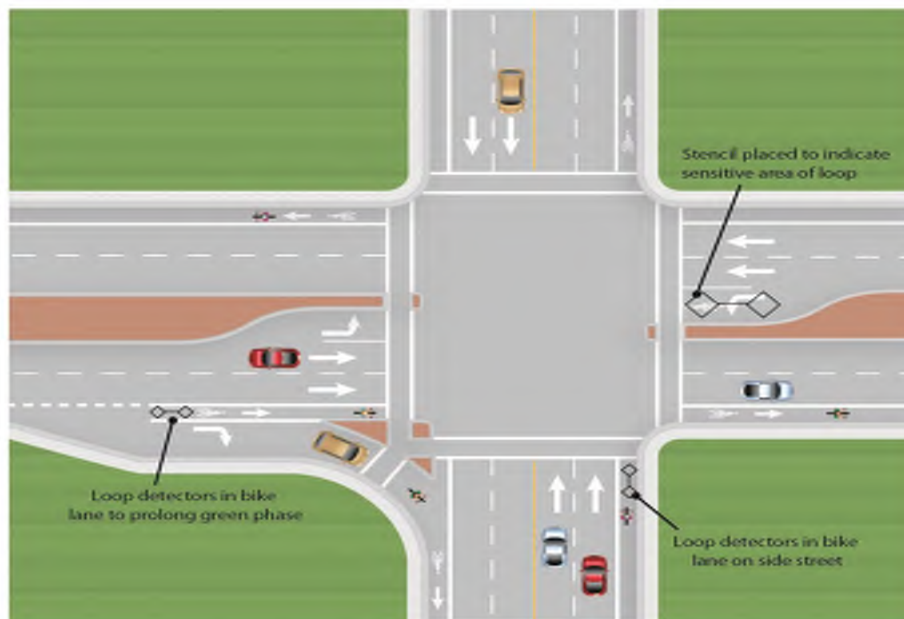 Stencil placed to indicate
sensitive area of loop
Loop detectors in bike
lane to prolong green phase
Loop detectors in bike
lane on side street